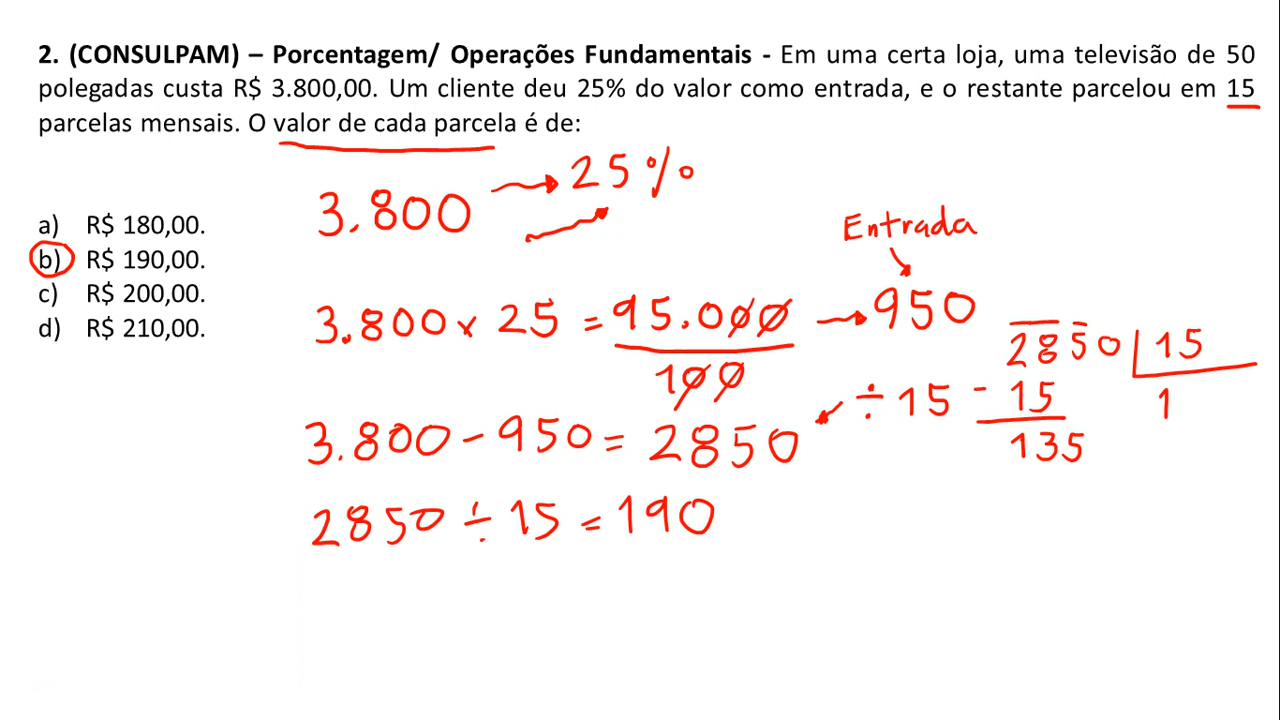 2. (CONSULPAM) – Porcentagem/ Operações Fundamentais - Em uma certa loja, uma televisão de 50
polegadas custa R$ 3.800,00. Um cliente deu 25% do valor como entrada, e o restante parcelou em 15
parcelas mensais. O valor de cada parcela é de:
3.800 → 25%
a) R$ 180,00.
b) R$ 190,00.
c) R$ 200,00.
d) R$ 210,00.
Entrada
3.800 x 25 = 95.000 → 950
100
2850 | 15
÷ 15 - 15 1
3.800 - 950 = 2850
135
2850 ÷ 15 = 190